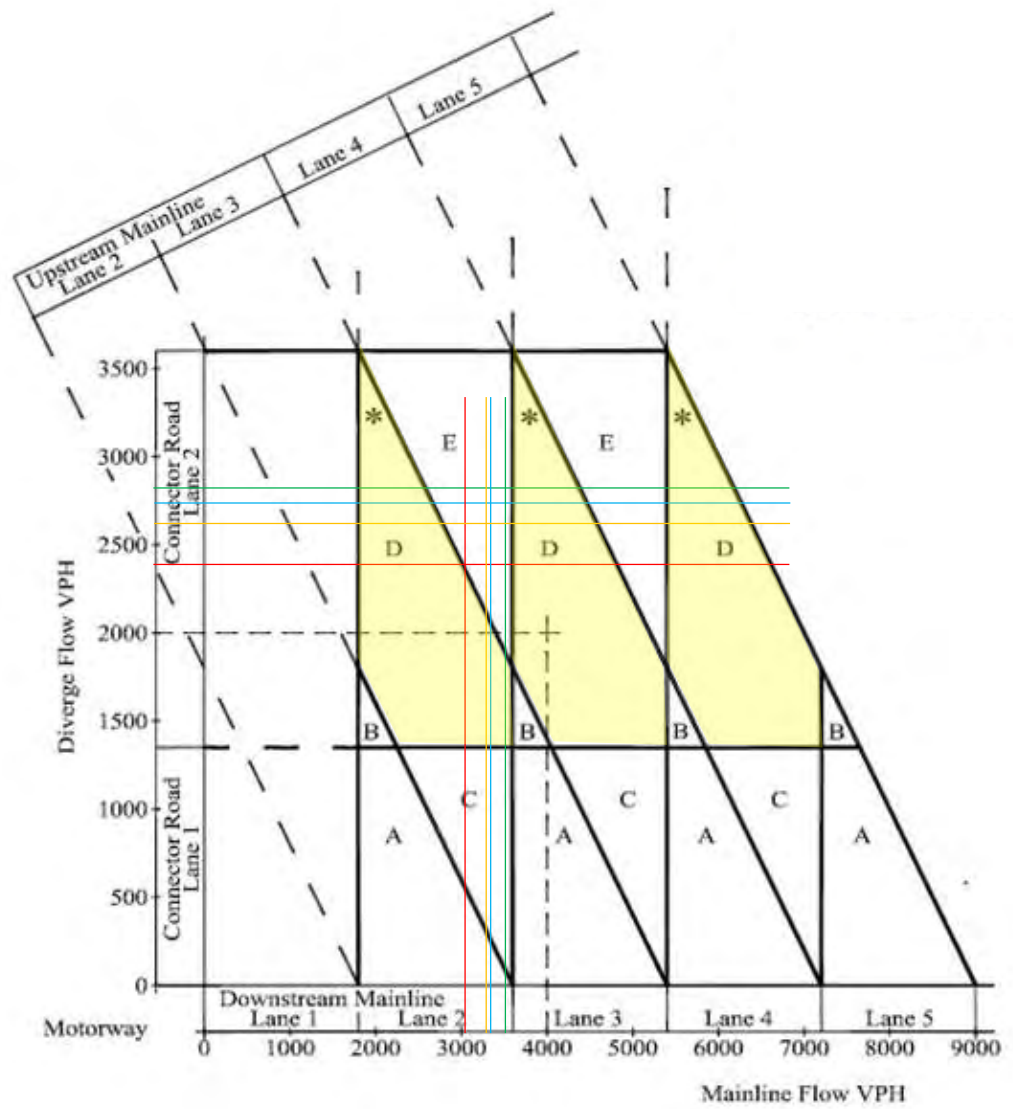 Lane 5
Lane 4
Upstream Mainline
Lane 3
Lane 2
3500
3000
2500
2000
1500
1000
500
0
Diverge Flow VPH
Connector Road
Lane 2
Connector Road
Lane 1
* * *
E E
D D D
B B B B
C C C
A A A A
Downstream Mainline
Motorway Lane 1 Lane 2 Lane 3 Lane 4 Lane 5
0 1000 2000 3000 4000 5000 6000 7000 8000 9000
Mainline Flow VPH